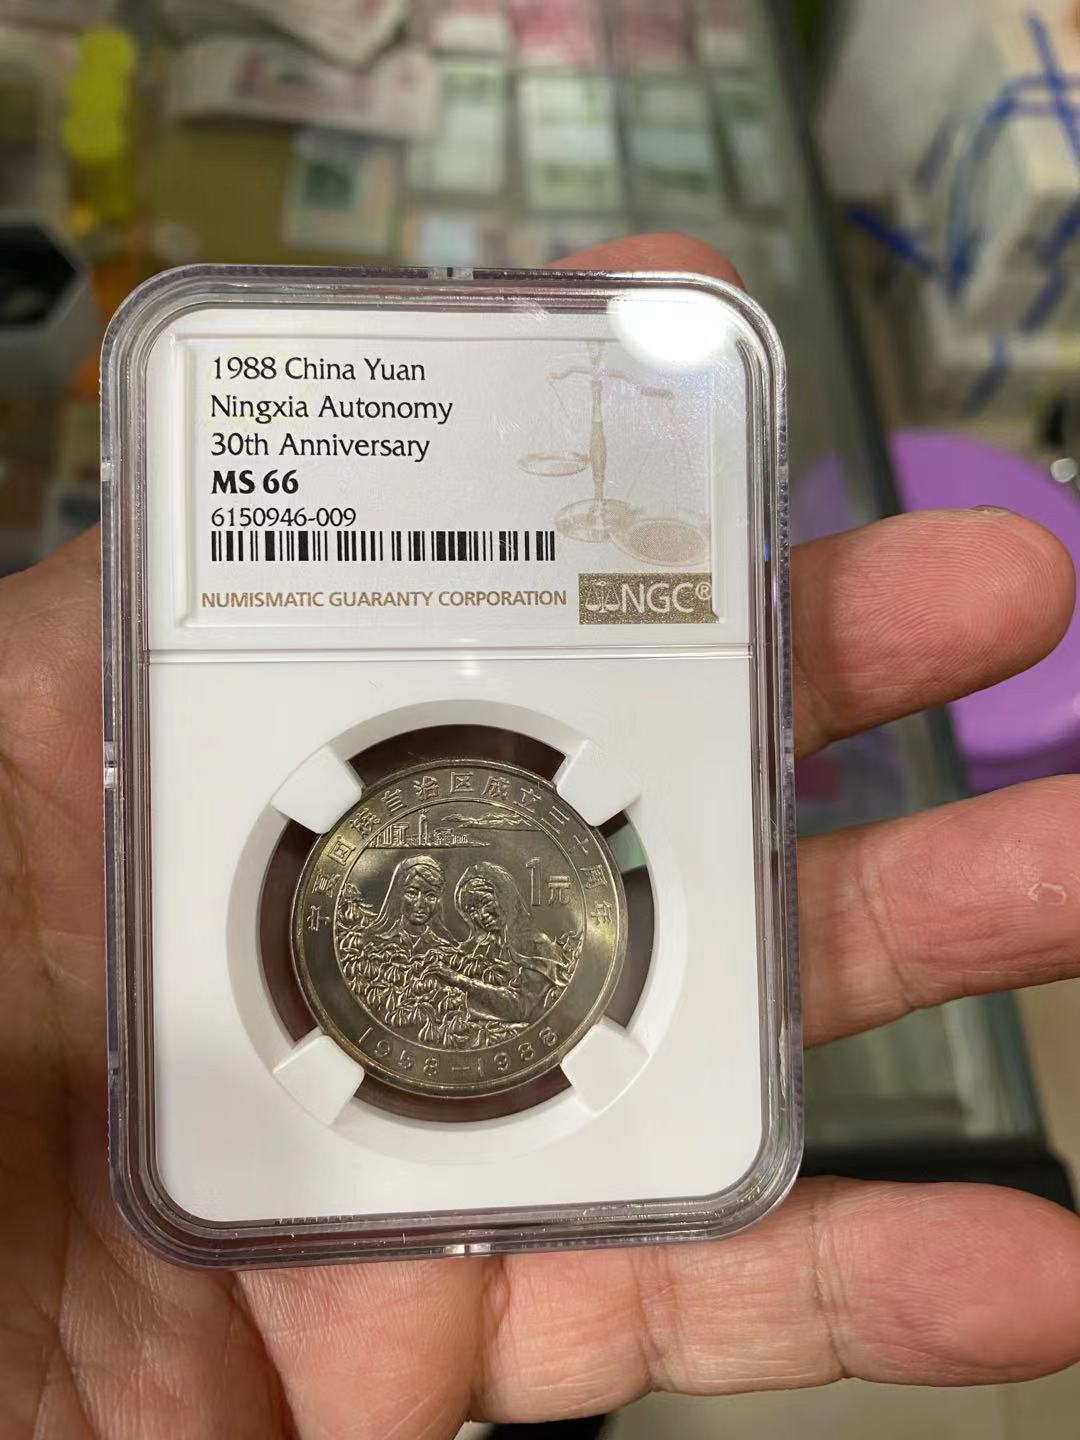 1988 China Yuan
Ningxia Autonomy
30th Anniversary
MS 66
6150946-009
NUMISMATIC GUARANTY CORPORATION
NGC®
宁夏回族自治区成立三十周年
1元
1958-1988